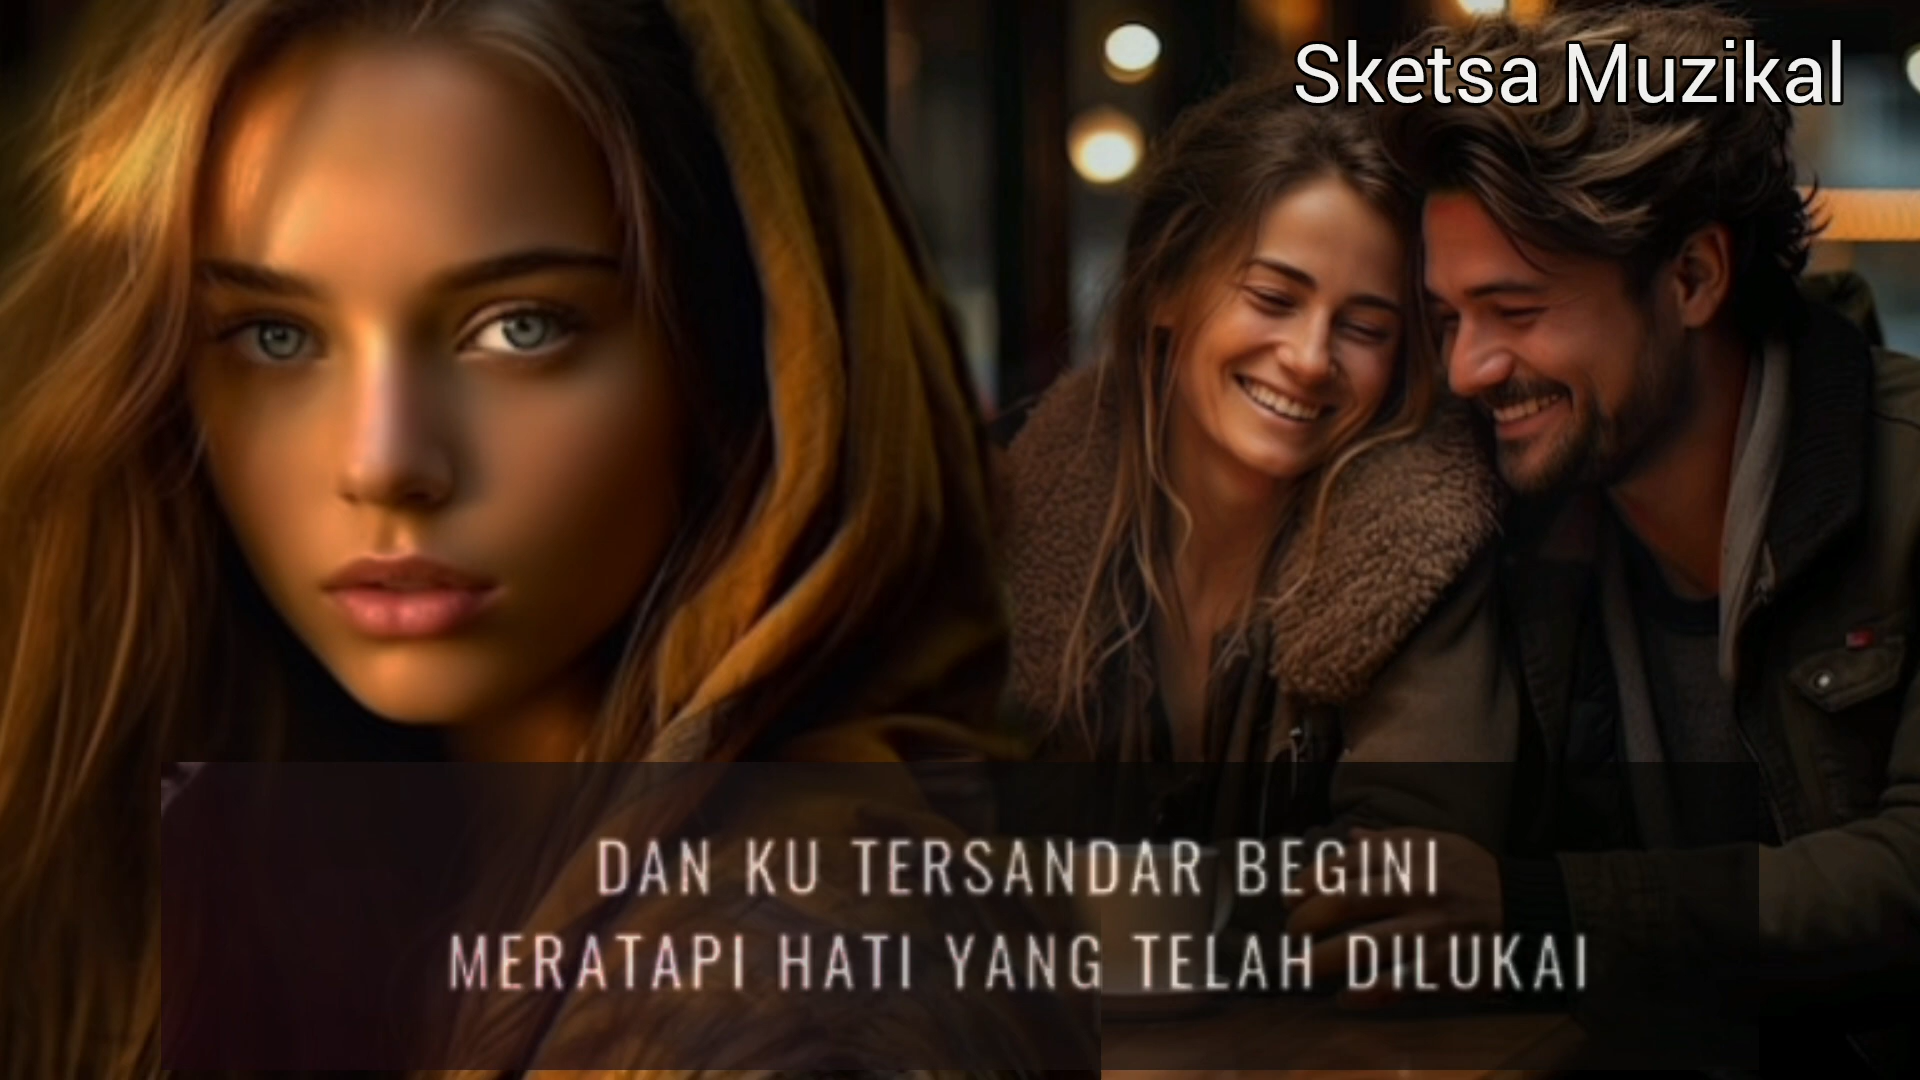 Sketsa Muzikal
DAN KU TERSANDAR BEGINI
MERATAPI HATI YANG TELAH DILUKAI